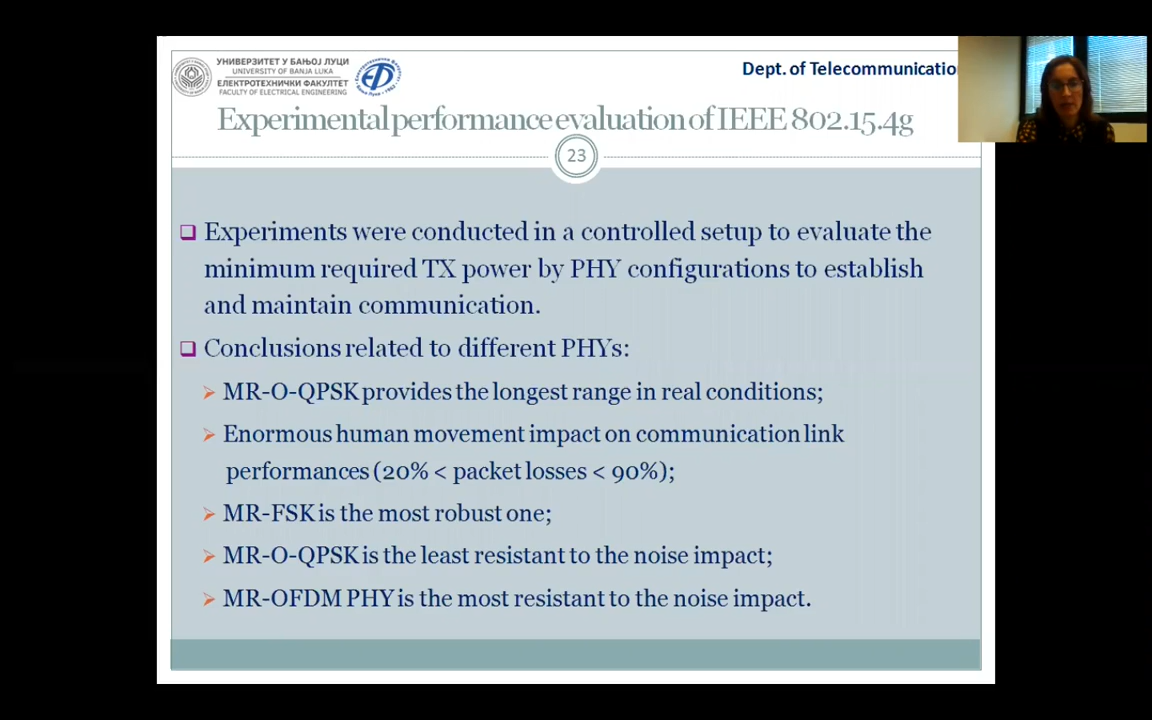 УНИВЕРЗИТЕТ У БАЊОЈ ЛУЦИ
UNIVERSITY OF BANJA LUKA
ЕЛЕКТРОТЕХНИЧКИ ФАКУЛТЕТ
FACULTY OF ELECTRICAL ENGINEERING
Dept. of
Experimental performance evaluation of IEEE 802.15.4g
23
Experiments were conducted in a controlled setup to evaluate the
minimum required TX power by PHY configurations to establish
and maintain communication.
Conclusions related to different PHYs:
MR-O-QPSK provides the longest range in real conditions;
Enormous human movement impact on communication link
performances (20% < packet losses < 90%);
MR-FSK is the most robust one;
MR-O-QPSK is the least resistant to the noise impact;
MR-OFDM PHY is the most resistant to the noise impact.